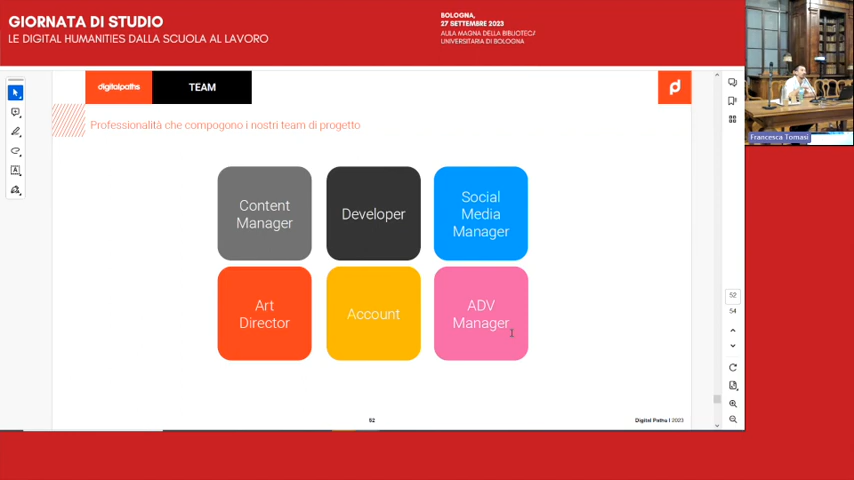 GIORNATA DI STUDIO
LE DIGITAL HUMANITIES DALLA SCUOLA AL LAVORO
BOLOGNA,
27 SETTEMBRE 2023
AULA MAGNA DELLA BIBLIOTECA
UNIVERSITARIA DI BOLOGNA
digitalpaths
TEAM
Professionalità che compogono i nostri team di progetto
Content
Manager
Developer
Social
Media
Manager
Art
Director
Account
ADV
Manager
52
Digital Paths | 2023
52
54
Francesca Tomasi